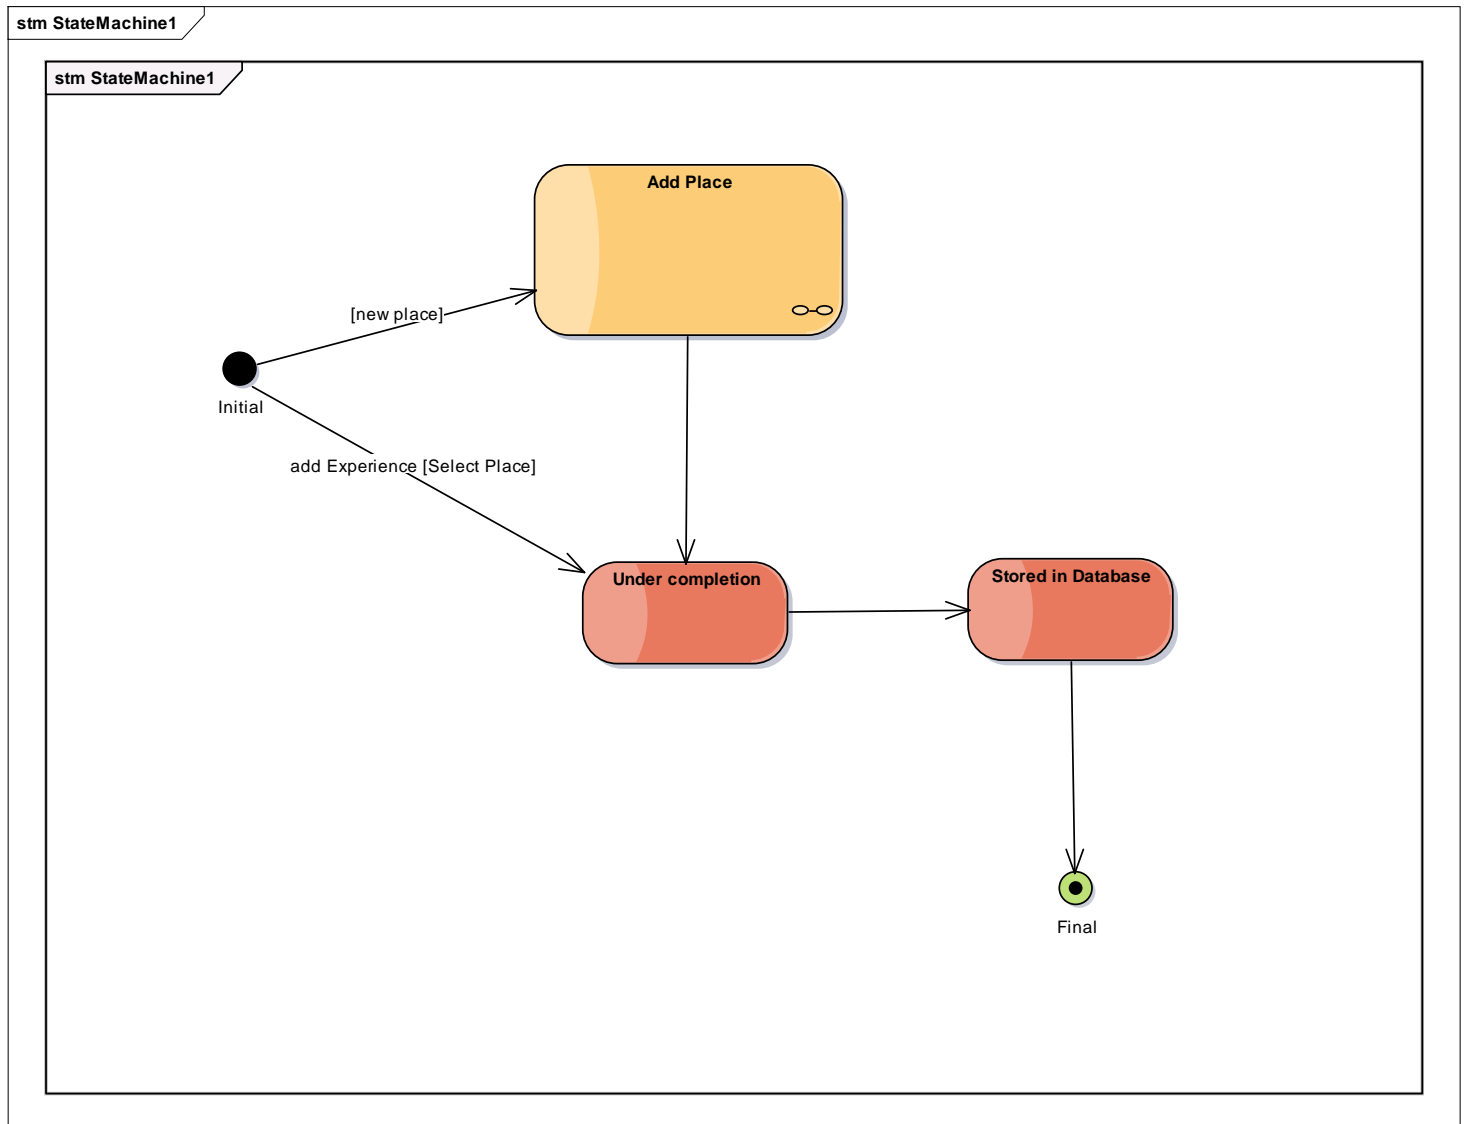 stm StateMachine1
stm StateMachine1
Add Place
[new place]
Initial
add Experience [Select Place]
Under completion
Stored in Database
Final